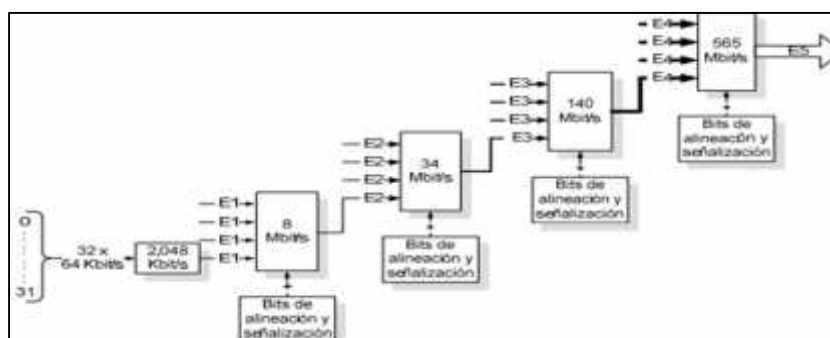 0
31
32 x
64 Kbit/s
2,048
Kbit/s
E1
E1
E1
E1
8
Mbit/s
Bits de
alineación y
señalización
E2
E2
E2
E2
34
Mbit/s
Bits de
alineación y
señalización
E3
E3
E3
E3
140
Mbit/s
Bits de
alineación y
señalización
E4
E4
E4
E4
565
Mbit/s
Bits de
alineación y
señalización
E5